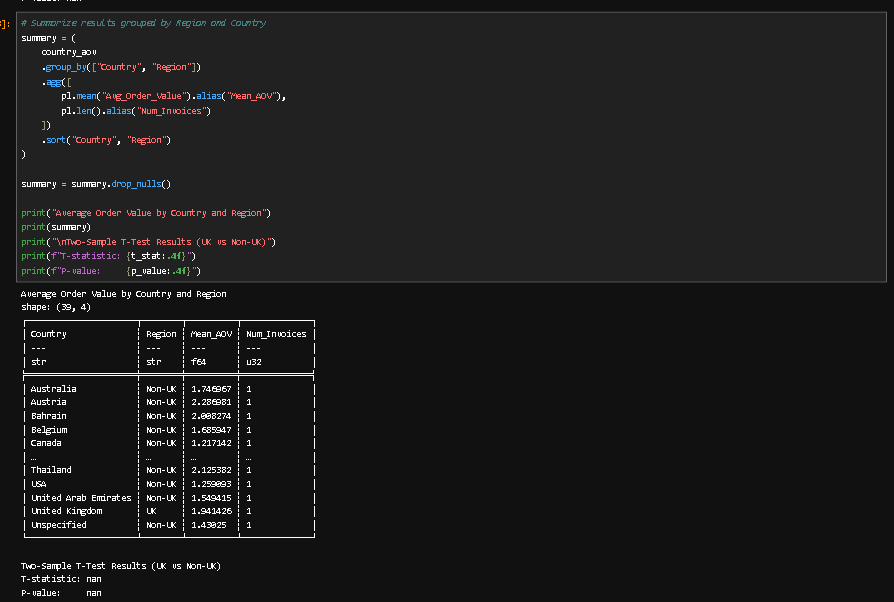 ]:
# Summarize results grouped by Region and Country
summary = (
    country_aov
    .group_by(["Country", "Region"])
    .agg([
        pl.mean("Avg_Order_Value").alias("Mean_AOV"),
        pl.len().alias("Num_Invoices")
    ])
    .sort("Country", "Region")
)
summary = summary.drop_nulls()
print("Average Order Value by Country and Region")
print(summary)
print("\nTwo-Sample T-Test Results (UK vs Non-UK)")
print(f"T-statistic: {t_stat:.4f}")
print(f"P-value:     {p_value:.4f}")
Average Order Value by Country and Region
shape: (39, 4)
Country Region Mean_AOV Num_Invoices
--- --- --- ---
str str f64 u32
Australia Non-UK 1.746967 1
Austria Non-UK 2.286981 1
Bahrain Non-UK 2.008274 1
Belgium Non-UK 1.685947 1
Canada Non-UK 1.217142 1
… … … …
Thailand Non-UK 2.125382 1
USA Non-UK 1.259093 1
United Arab Emirates Non-UK 1.549415 1
United Kingdom UK 1.941426 1
Unspecified Non-UK 1.43025 1
Two-Sample T-Test Results (UK vs Non-UK)
T-statistic: nan
P-value:     nan